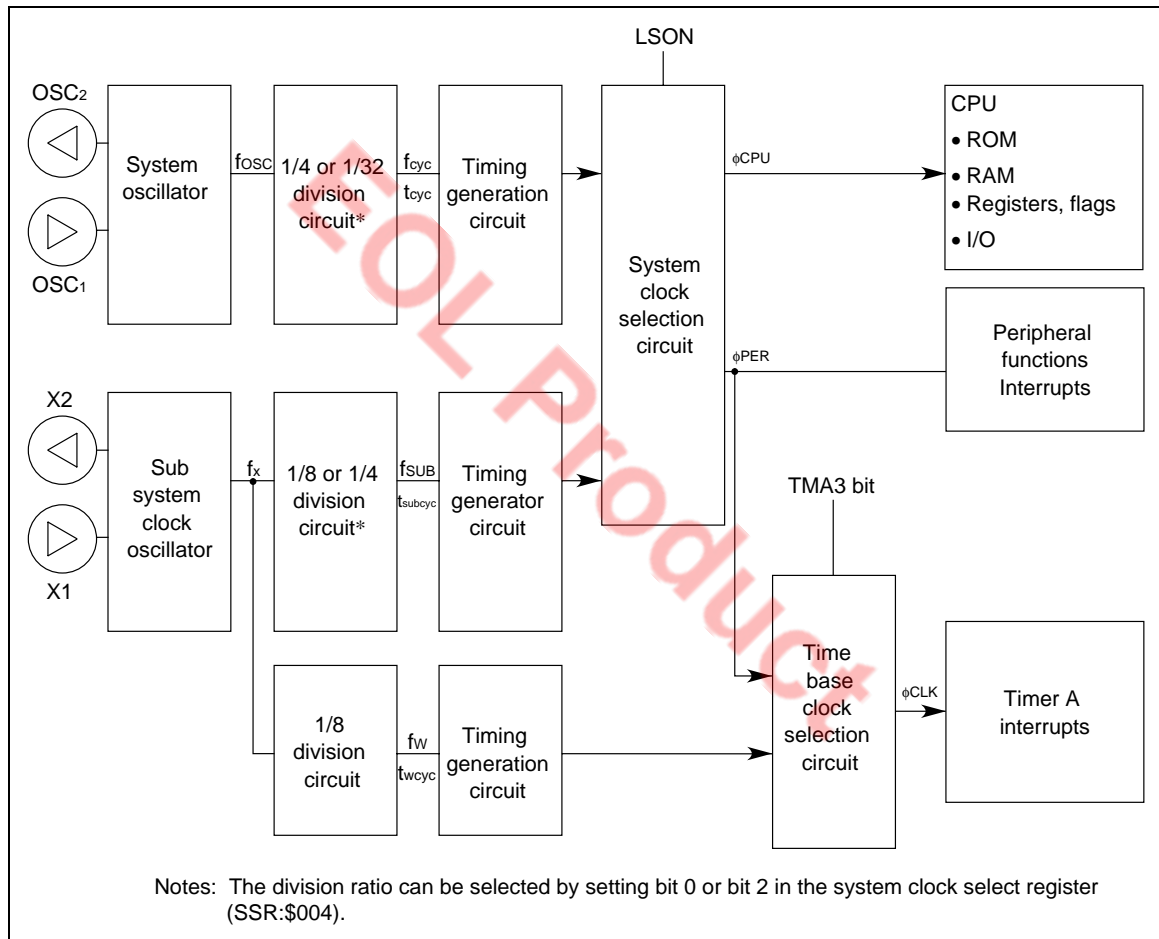 LSON
OSC2
OSC1
System
oscillator
fOSC
1/4 or 1/32
division
circuit*
fcyc
tcyc
Timing
generation
circuit
System
clock
selection
circuit
ϕCPU
CPU
• ROM
• RAM
• Registers, flags
• I/O
ϕPER
Peripheral
functions
Interrupts
X2
X1
Sub
system
clock
oscillator
fx
1/8 or 1/4
division
circuit*
fSUB
tsubcyc
Timing
generator
circuit
TMA3 bit
1/8
division
circuit
fW
twcyc
Timing
generation
circuit
Time
base
clock
selection
circuit
ϕCLK
Timer A
interrupts
EOL Product
Notes: The division ratio can be selected by setting bit 0 or bit 2 in the system clock select register
(SSR:$004).